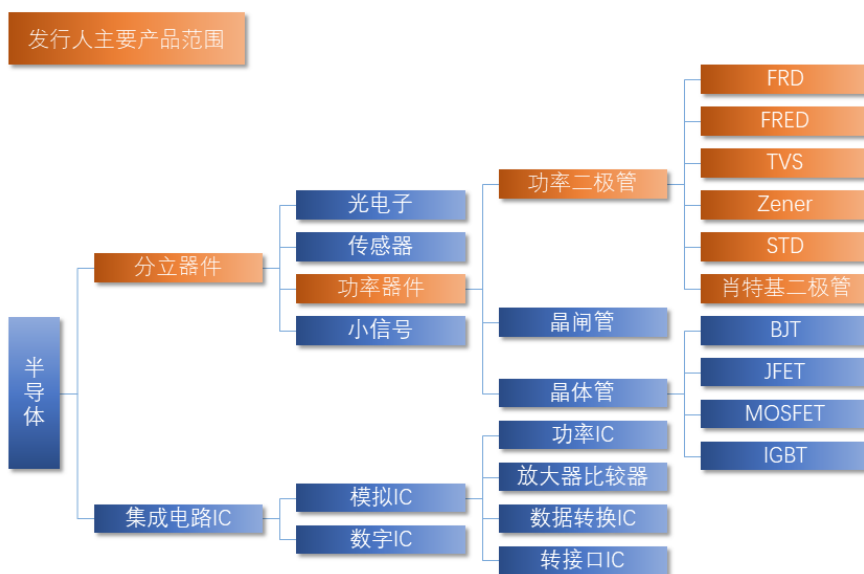 发行人主要产品范围
FRD
FRED
TVS
功率二极管
Zener
光电子
STD
传感器
分立器件
肖特基二极管
功率器件
晶闸管
BJT
小信号
半导体
JFET
晶体管
MOSFET
功率IC
IGBT
放大器比较器
模拟IC
集成电路IC
数据转换IC
数字IC
转接口IC